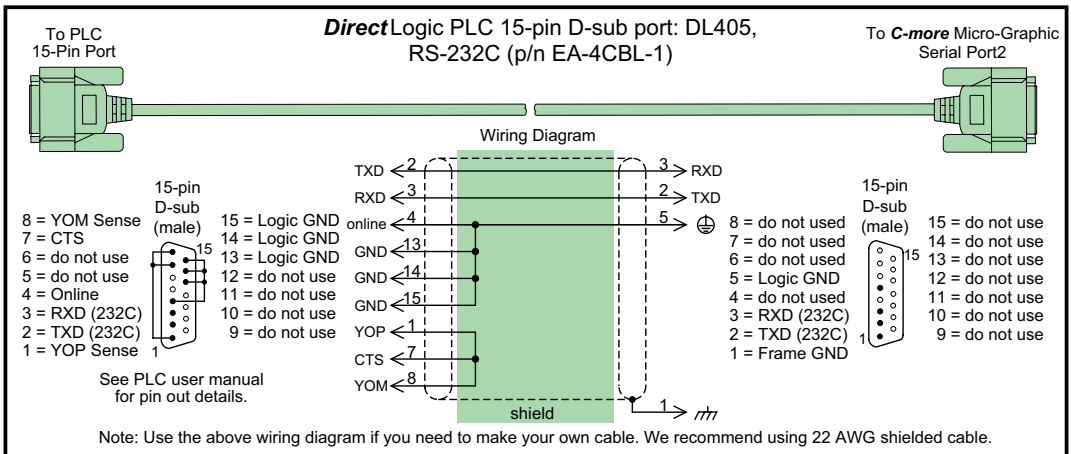 DirectLogic PLC 15-pin D-sub port: DL405,
RS-232C (p/n EA-4CBL-1)
To PLC
15-Pin Port
To C-more Micro-Graphic
Serial Port2
Wiring Diagram
15-pin
D-sub
(male)
8 = YOM Sense
7 = CTS
6 = do not use
5 = do not use
4 = Online
3 = RXD (232C)
2 = TXD (232C)
1 = YOP Sense
15
1
15 = Logic GND
14 = Logic GND
13 = Logic GND
12 = do not use
11 = do not use
10 = do not use
9 = do not use
See PLC user manual
for pin out details.
TXD 2 3 RXD
RXD 3 2 TXD
online 4 5
GND 13
GND 14
GND 15
YOP 1
CTS 7
YOM 8
shield
1
15-pin
D-sub
(male)
8 = do not used
7 = do not used
6 = do not used
5 = Logic GND
4 = do not used
3 = RXD (232C)
2 = TXD (232C)
1 = Frame GND
15
1
15 = do not use
14 = do not use
13 = do not use
12 = do not use
11 = do not use
10 = do not use
9 = do not use
Note: Use the above wiring diagram if you need to make your own cable. We recommend using 22 AWG shielded cable.